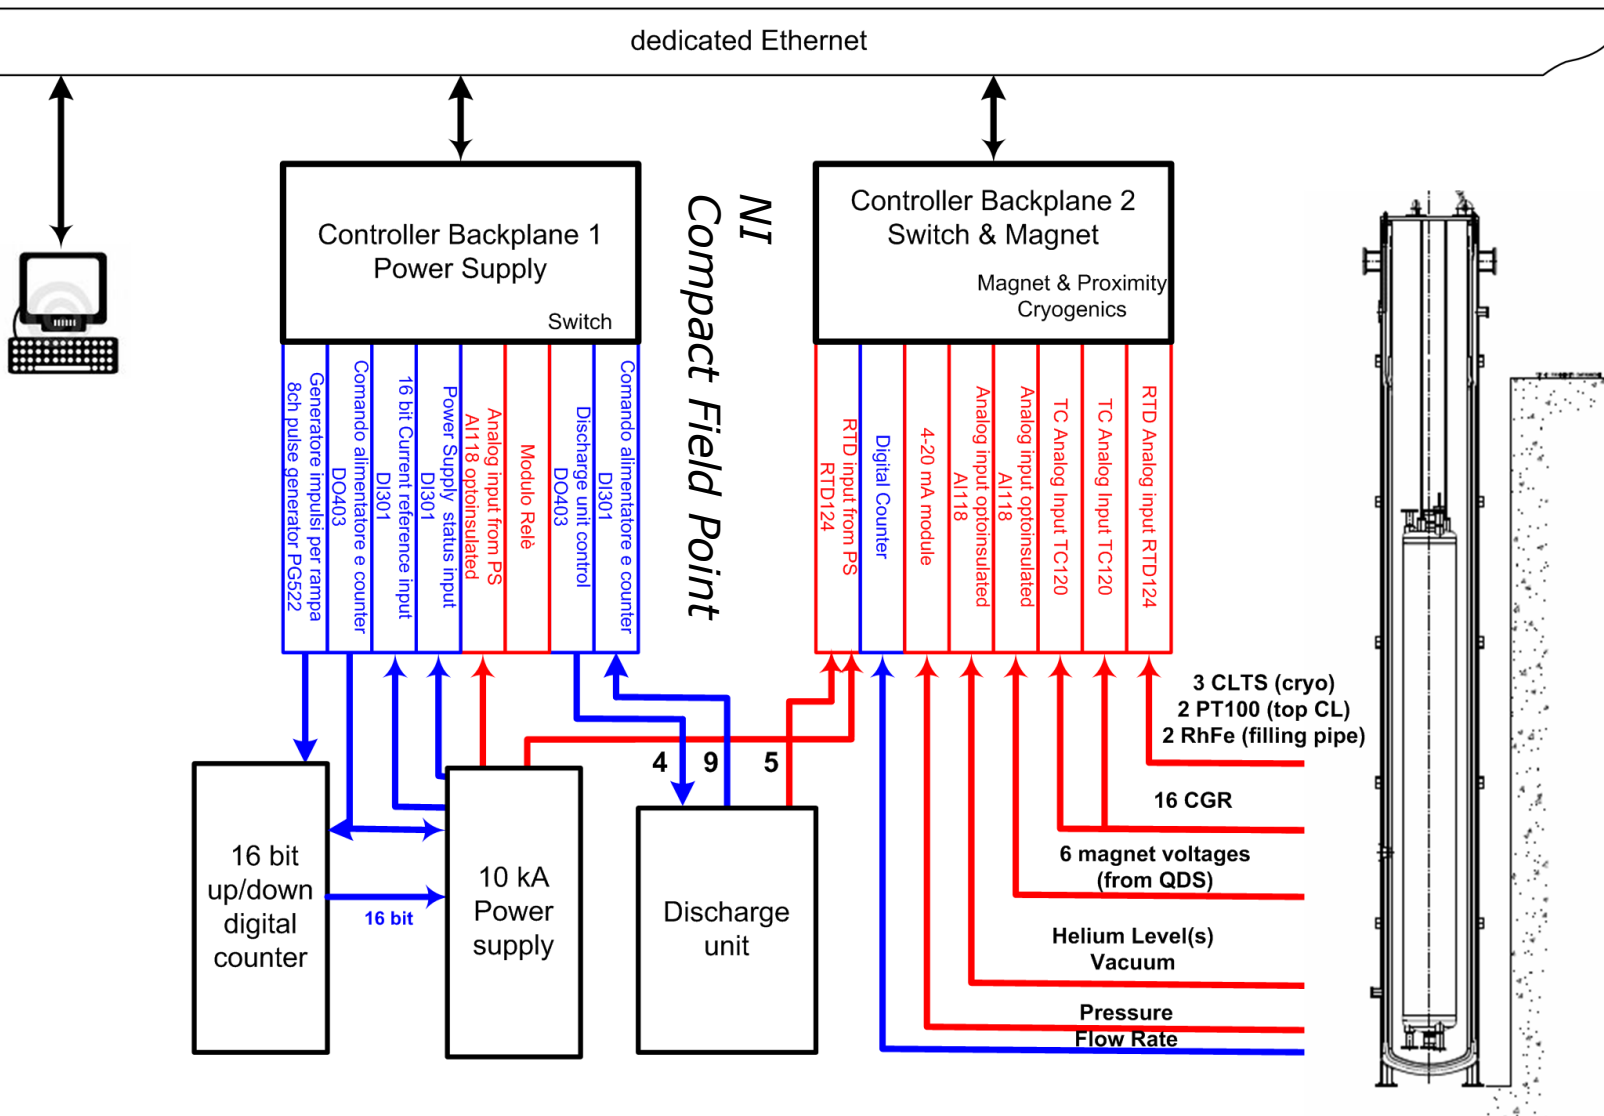 dedicated Ethernet
Controller Backplane 1
Power Supply
Switch
NI
Compact Field Point
Controller Backplane 2
Switch & Magnet
Magnet & Proximity
Cryogenics
Generatore impulsi per rampa
8ch pulse generator PG522
Comando alimentatore e counter
DO403
16 bit Current reference input
DI301
Power Supply status input
DI301
Analog input from PS
AI118 optoinsulated
Modulo Relè
Discharge unit control
DO403
Comando alimentatore e counter
DI301
RTD input from PS
RTD124
Digital Counter
4-20 mA module
Analog input optoinsulated
AI118
Analog input optoinsulated
AI118
TC Analog Input TC120
TC Analog Input TC120
RTD Analog input RTD124
3 CLTS (cryo)
2 PT100 (top CL)
2 RhFe (filling pipe)
4
9
5
16 CGR
6 magnet voltages
(from QDS)
Helium Level(s)
Vacuum
Pressure
Flow Rate
16 bit
up/down
digital
counter
16 bit
10 kA
Power
supply
Discharge
unit